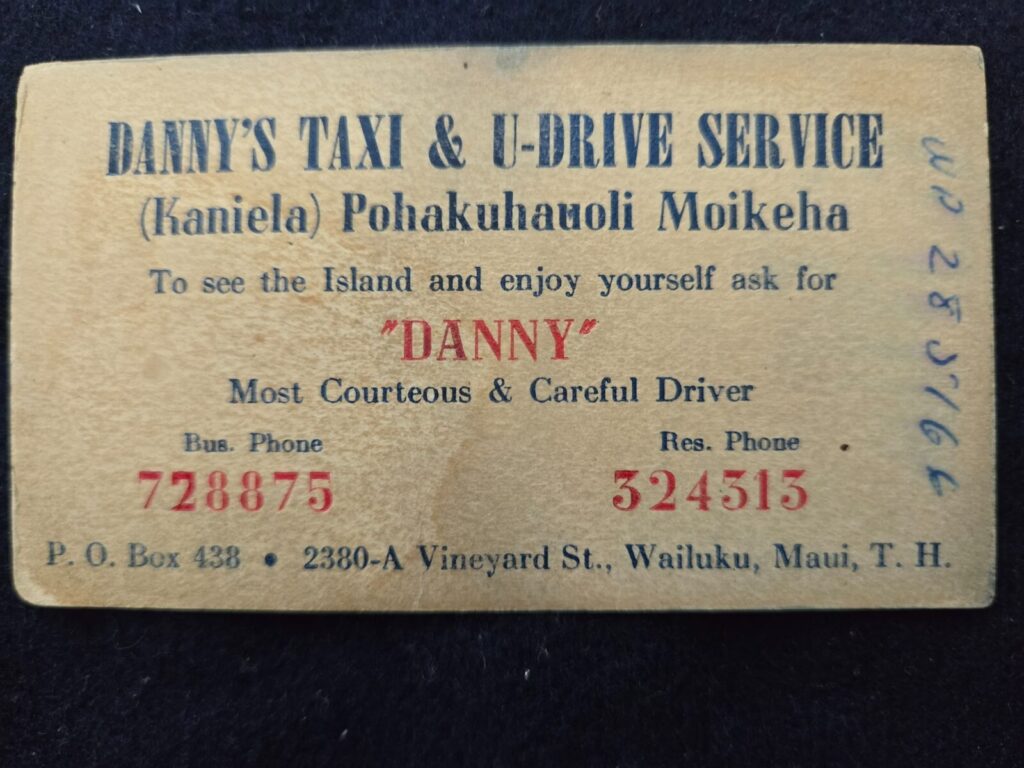 DANNY'S TAXI & U-DRIVE SERVICE
(Kaniela) Pohakuhauoli Moikeha
To see the Island and enjoy yourself ask for
"DANNY"
Most Courteous & Careful Driver
Bus. Phone Res. Phone
728875 324313
P. O. Box 438 • 2380-A Vineyard St., Wailuku, Maui, T. H.